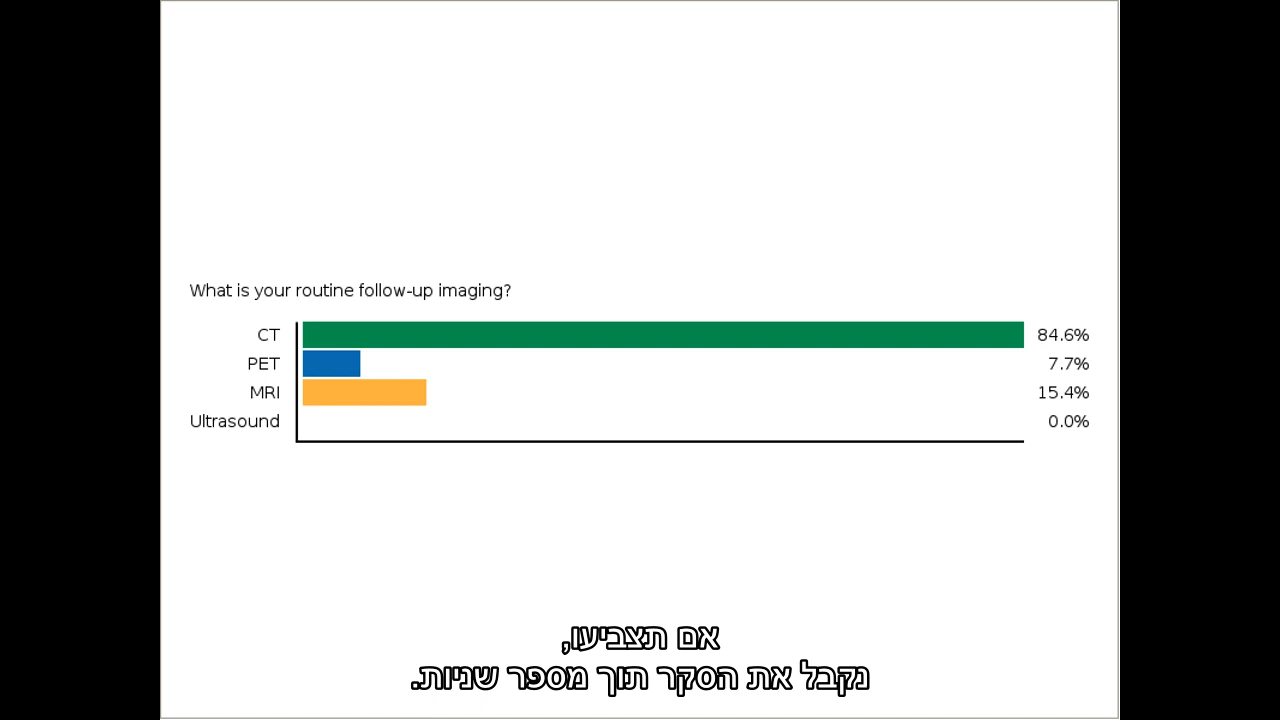 What is your routine follow-up imaging?
CT 84.6%
PET 7.7%
MRI 15.4%
Ultrasound 0.0%
אם תצביעו,
נקבל את הסקר תוך מספר שניות.